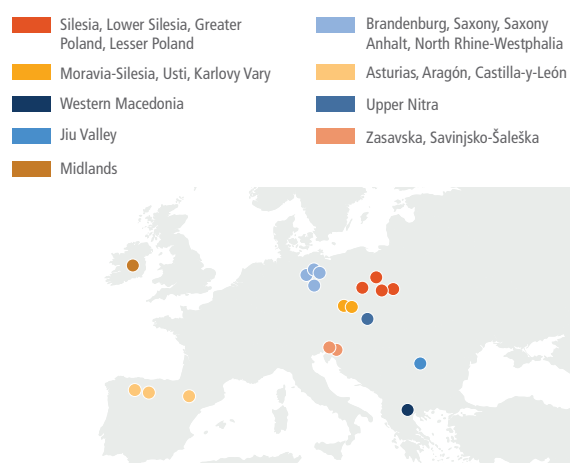 Silesia, Lower Silesia, Greater
Poland, Lesser Poland
Moravia-Silesia, Usti, Karlovy Vary
Western Macedonia
Jiu Valley
Midlands
Brandenburg, Saxony, Saxony
Anhalt, North Rhine-Westphalia
Asturias, Aragón, Castilla-y-León
Upper Nitra
Zasavska, Savinjsko-Šaleška